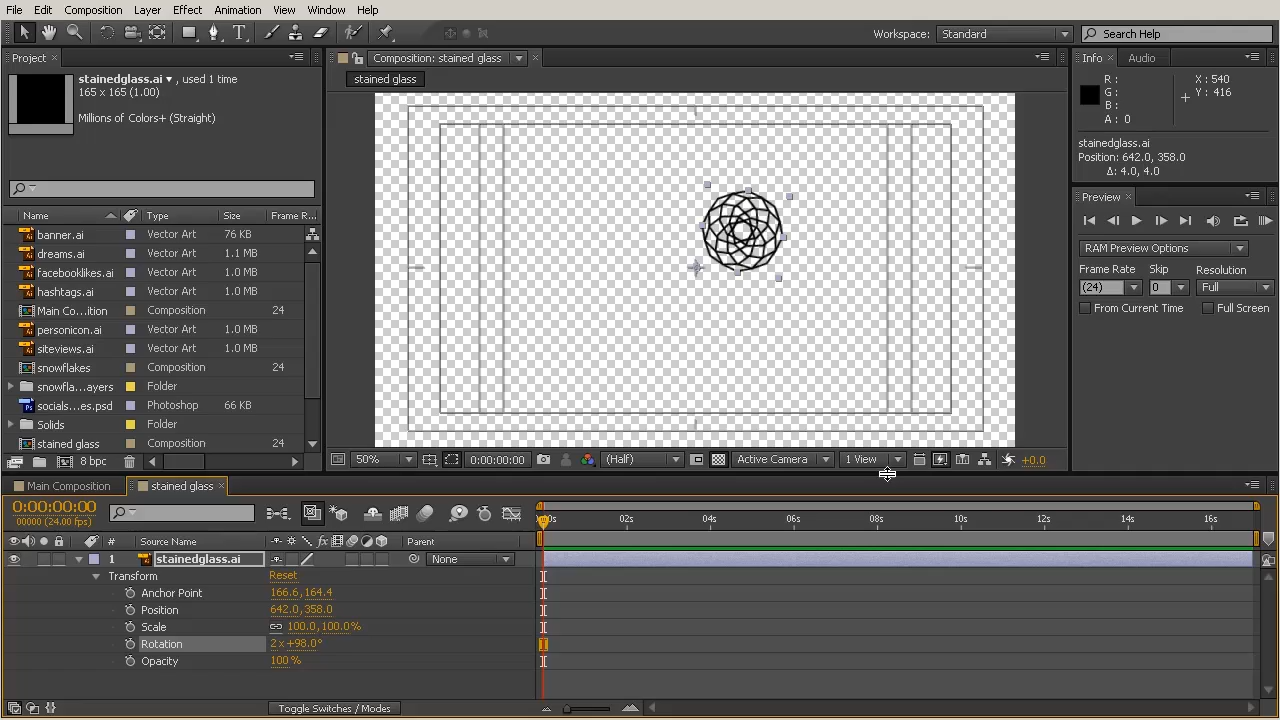 File Edit Composition Layer Effect Animation View Window Help
Workspace: Standard Search Help
Project
stainedglass.ai , used 1 time
165 x 165 (1.00)
Millions of Colors+ (Straight)
Name Type Size Frame R...
banner.ai Vector Art 76 KB
dreams.ai Vector Art 1.1 MB
facebooklikes.ai Vector Art 1.0 MB
hashtags.ai Vector Art 1.0 MB
Main Co...ition Composition 24
personicon.ai Vector Art 1.0 MB
siteviews.ai Vector Art 1.0 MB
snowflakes Composition 24
snowfla...ayers Folder
socials...es.psd Photoshop 66 KB
Solids Folder
stained glass Composition 24
8 bpc
Composition: stained glass
stained glass
50% 0:00:00:00 (Half) Active Camera 1 View +0.0
Info Audio
R : X : 540
G : Y : 416
B :
A : 0
stainedglass.ai
Position: 642.0, 358.0
Δ: 4.0, 4.0
Preview
RAM Preview Options
Frame Rate Skip Resolution
(24) 0 Full
From Current Time Full Screen
Main Composition stained glass
0:00:00:00
00000 (24.00 fps)
:00s 02s 04s 06s 08s 10s 12s 14s 16s
# Source Name Parent
1 stainedglass.ai None
Transform Reset
Anchor Point 166.6,164.4
Position 642.0,358.0
Scale 100.0,100.0%
Rotation 2x+98.0°
Opacity 100%
Toggle Switches / Modes